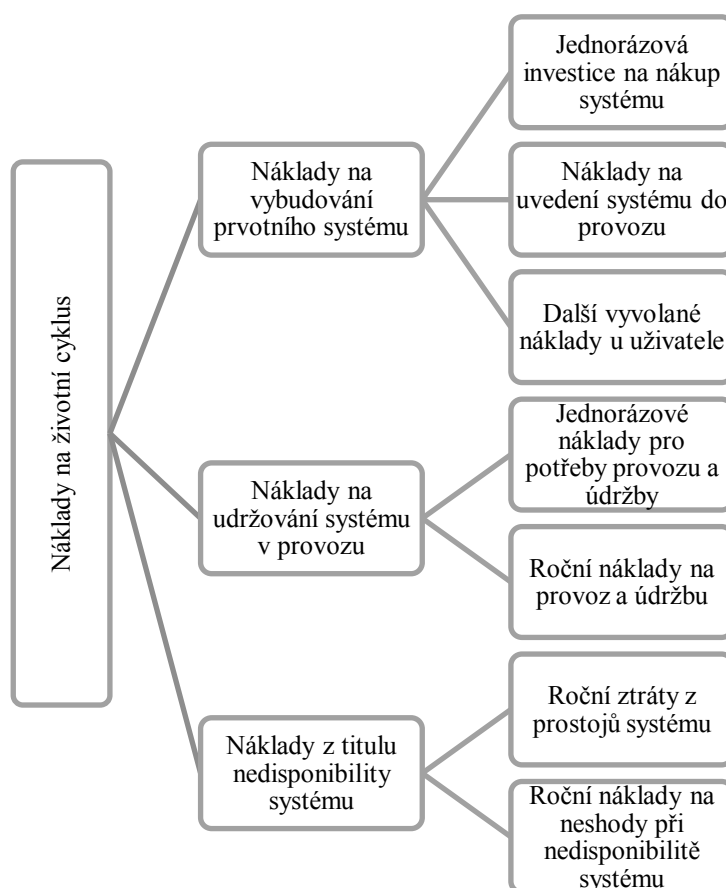 Náklady na životní cyklus
Náklady na
vybudování
prvotního systému
Jednorázová
investice na nákup
systému
Náklady na
uvedení systému do
provozu
Další vyvolané
náklady u uživatele
Náklady na
udržování systému
v provozu
Jednorázové
náklady pro
potřeby provozu a
údržby
Roční náklady na
provoz a údržbu
Náklady z titulu
nedisponibility
systému
Roční ztráty z
prostojů systému
Roční náklady na
neshody při
nedisponibilitě
systému